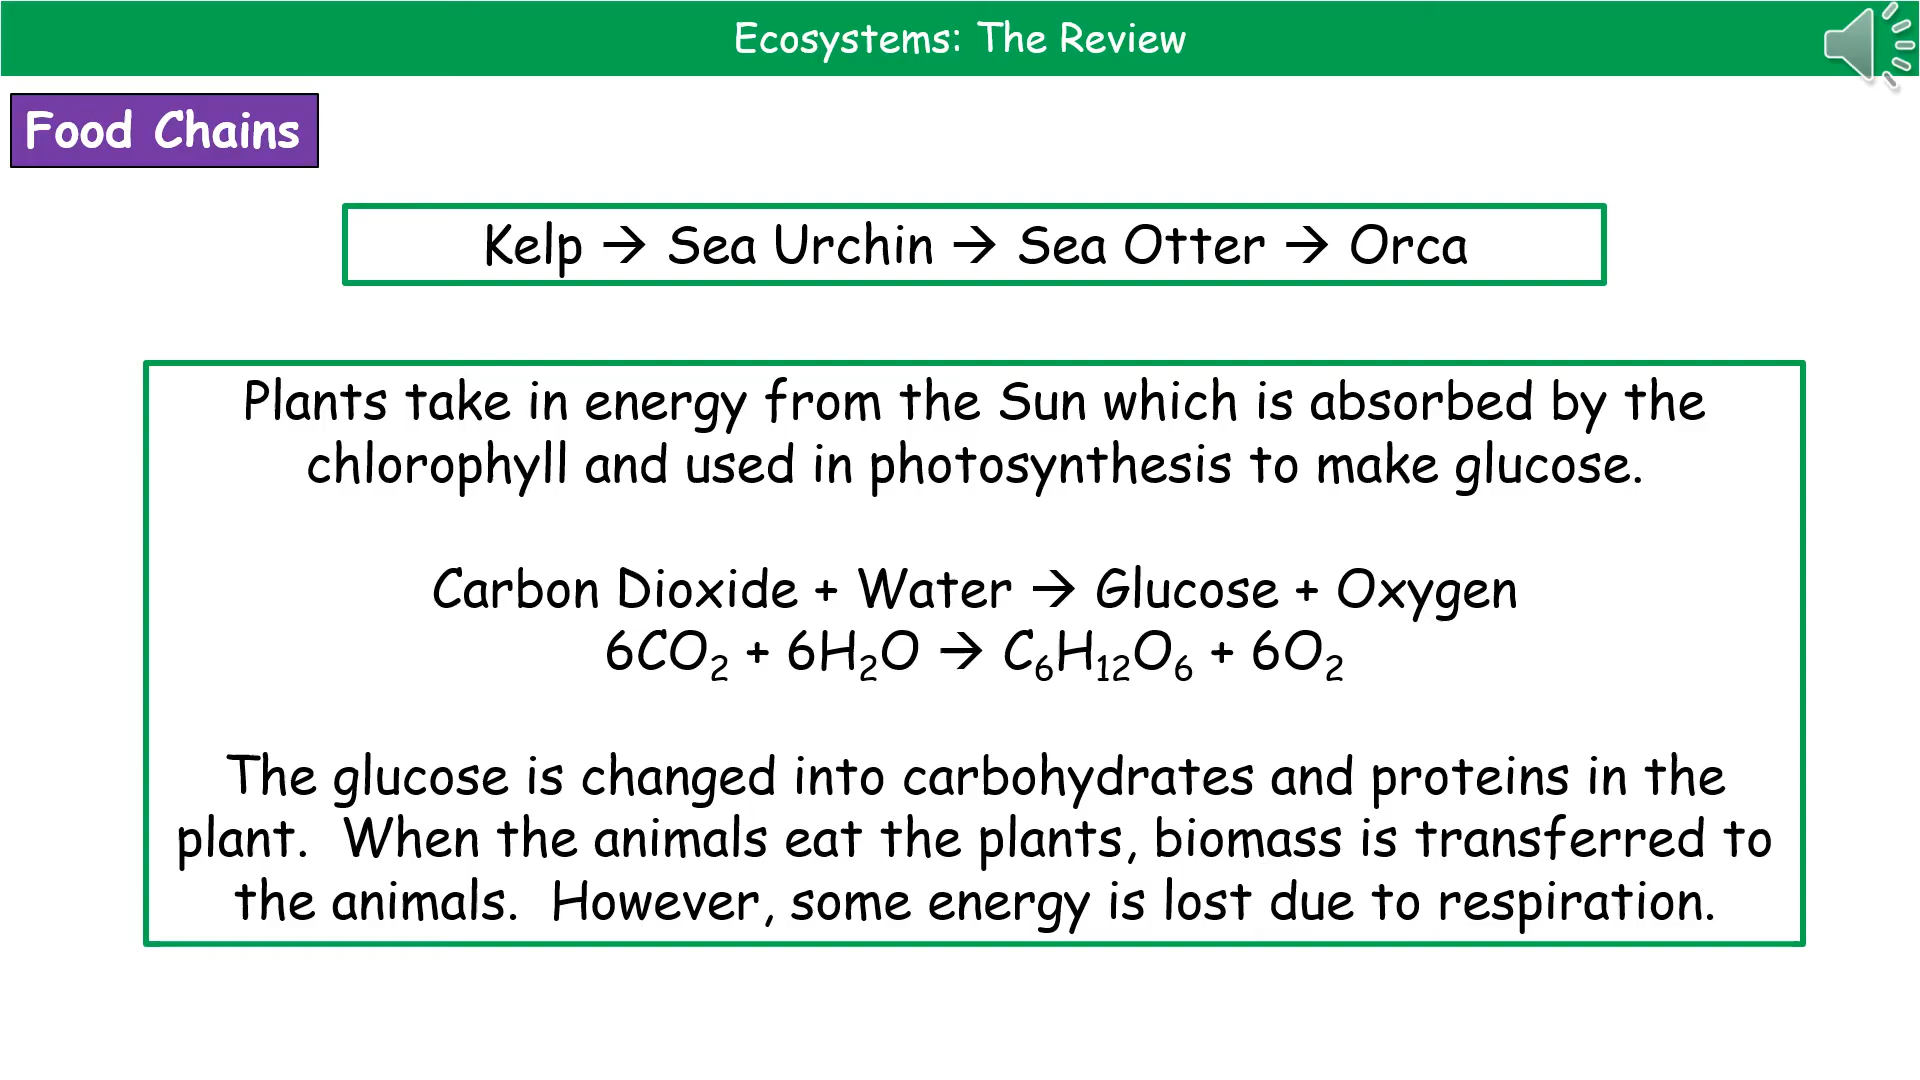 Ecosystems: The Review
Food Chains
Kelp → Sea Urchin → Sea Otter → Orca
Plants take in energy from the Sun which is absorbed by the
chlorophyll and used in photosynthesis to make glucose.
Carbon Dioxide + Water → Glucose + Oxygen
6CO₂ + 6H₂O → C₆H₁₂O₆ + 6O₂
The glucose is changed into carbohydrates and proteins in the
plant.  When the animals eat the plants, biomass is transferred to
the animals.  However, some energy is lost due to respiration.